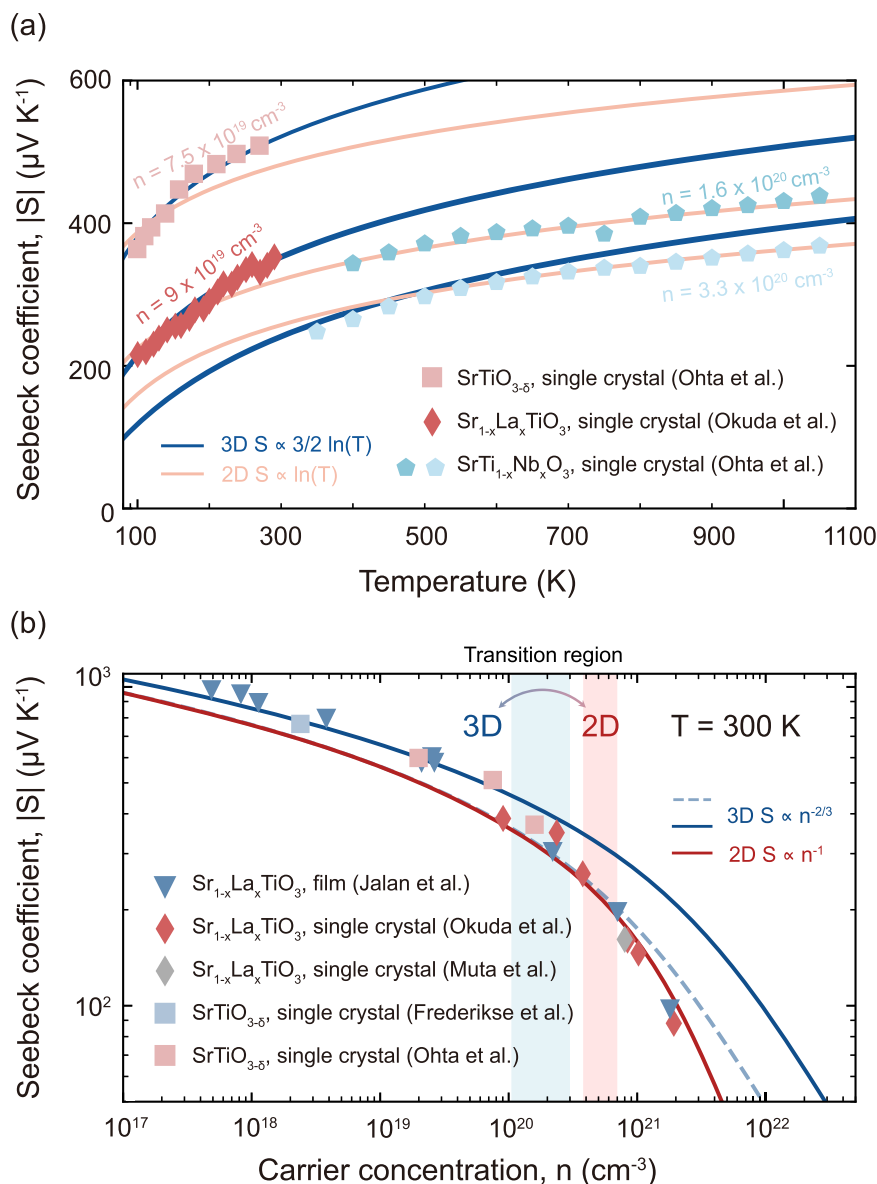 (a)
Seebeck coefficient, |S| (μV K⁻¹)
600
400
200
0
n = 7.5 x 10¹⁹ cm⁻³
n = 9 x 10¹⁹ cm⁻³
n = 1.6 x 10²⁰ cm⁻³
n = 3.3 x 10²⁰ cm⁻³
SrTiO₃₋δ, single crystal (Ohta et al.)
Sr₁₋ₓLaₓTiO₃, single crystal (Okuda et al.)
SrTi₁₋ₓNbₓO₃, single crystal (Ohta et al.)
3D S ∝ 3/2 ln(T)
2D S ∝ ln(T)
100 300 500 700 900 1100
Temperature (K)
(b)
Transition region
Seebeck coefficient, |S| (μV K⁻¹)
10³
10²
3D 2D T = 300 K
3D S ∝ n⁻²ᐟ³
2D S ∝ n⁻¹
Sr₁₋ₓLaₓTiO₃, film (Jalan et al.)
Sr₁₋ₓLaₓTiO₃, single crystal (Okuda et al.)
Sr₁₋ₓLaₓTiO₃, single crystal (Muta et al.)
SrTiO₃₋δ, single crystal (Frederikse et al.)
SrTiO₃₋δ, single crystal (Ohta et al.)
10¹⁷ 10¹⁸ 10¹⁹ 10²⁰ 10²¹ 10²²
Carrier concentration, n (cm⁻³)